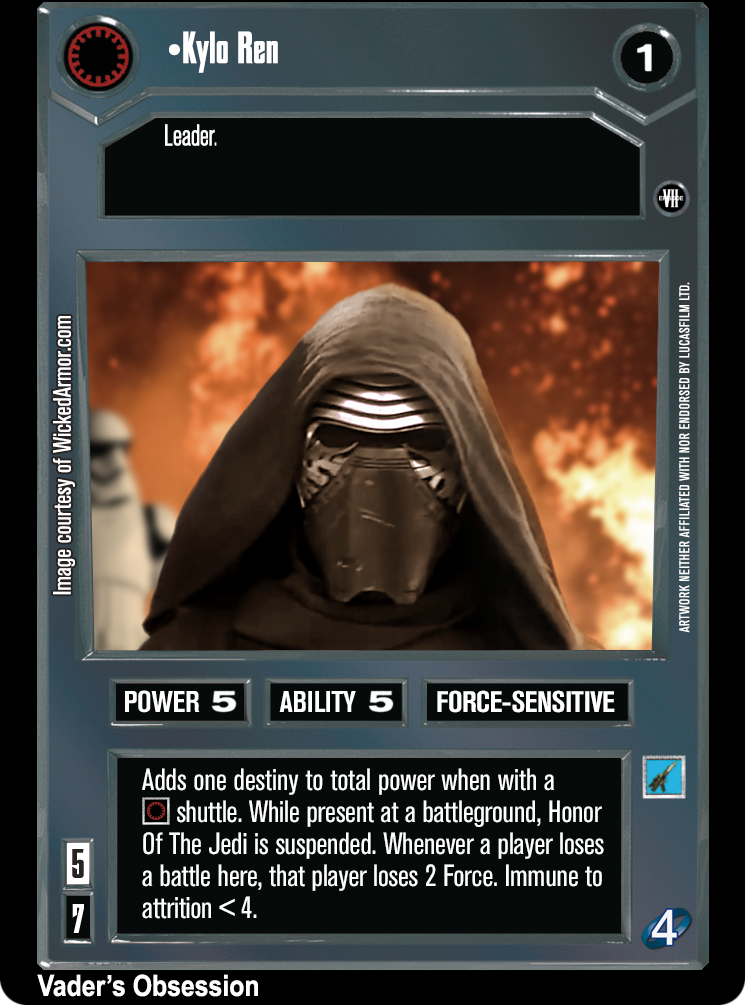 •Kylo Ren
1
Leader.
EPISODE VII
Image courtesy of WickedArmor.com
ARTWORK NEITHER AFFILIATED WITH NOR ENDORSED BY LUCASFILM LTD.
POWER 5
ABILITY 5
FORCE-SENSITIVE
Adds one destiny to total power when with a
shuttle. While present at a battleground, Honor
Of The Jedi is suspended. Whenever a player loses
a battle here, that player loses 2 Force. Immune to
attrition < 4.
5
7
4
Vader's Obsession